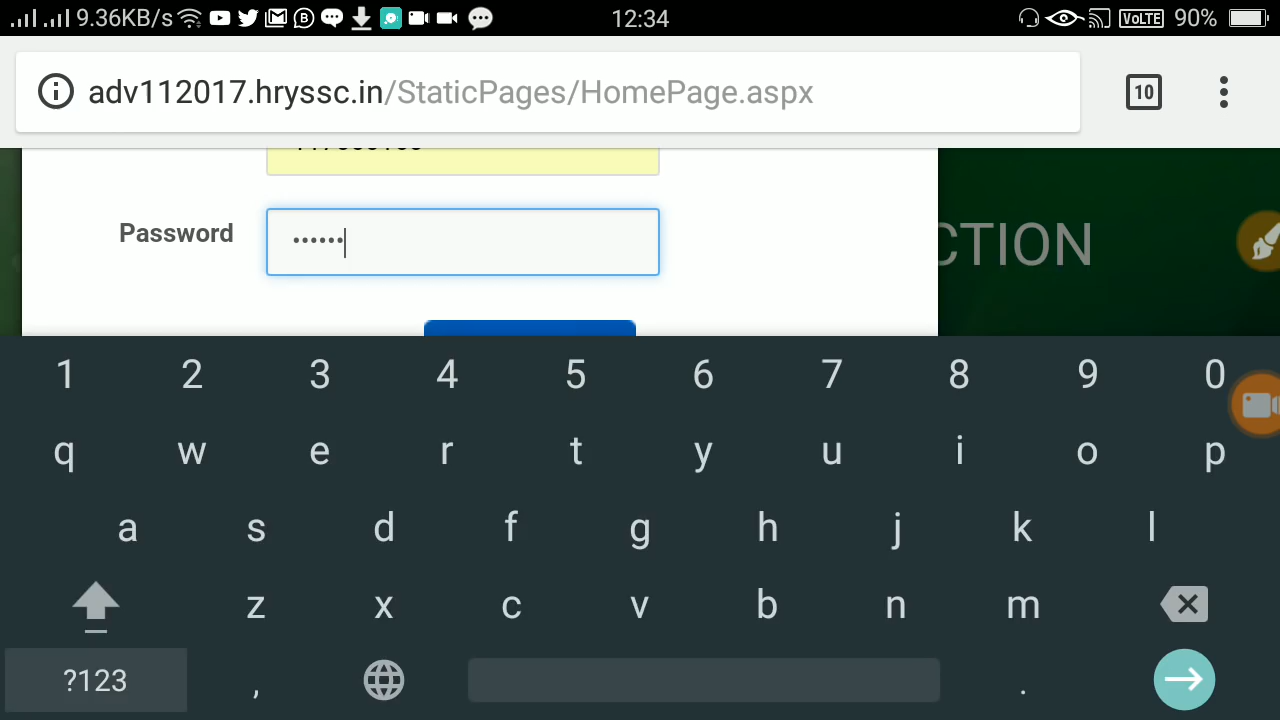 9.36KB/s 12:34 VoLTE 90%
adv112017.hryssc.in/StaticPages/HomePage.aspx 10
Password ••••••
CTION
1 2 3 4 5 6 7 8 9 0
q w e r t y u i o p
a s d f g h j k l
z x c v b n m
?123 , .